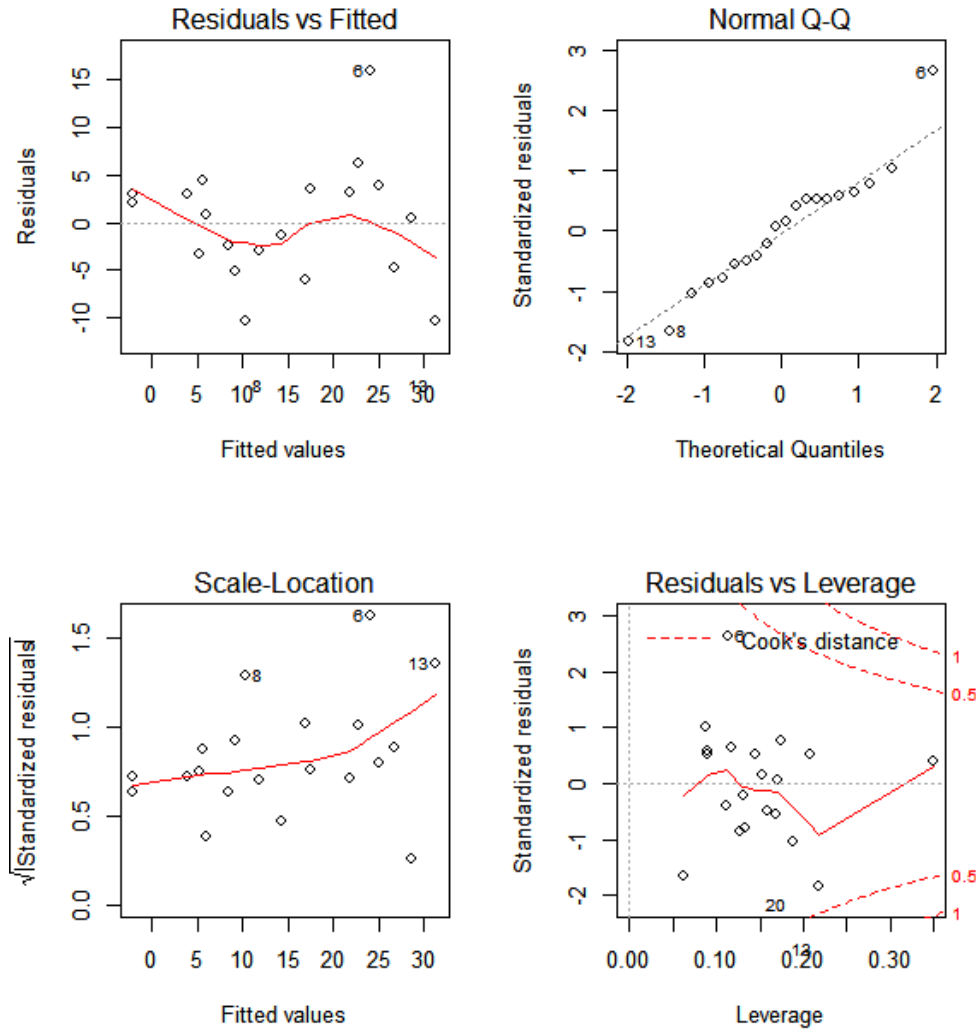 Residuals vs Fitted
Residuals
15
10
5
0
-5
-10
6
8
13
0 5 10 15 20 25 30
Fitted values
Normal Q-Q
Standardized residuals
3
2
1
0
-1
-2
6
13
8
-2 -1 0 1 2
Theoretical Quantiles
Scale-Location
√|Standardized residuals|
1.5
1.0
0.5
0.0
6
8
13
0 5 10 15 20 25 30
Fitted values
Residuals vs Leverage
Standardized residuals
3
2
1
0
-1
-2
6
Cook's distance
1
0.5
0.5
1
20
13
0.00 0.10 0.20 0.30
Leverage